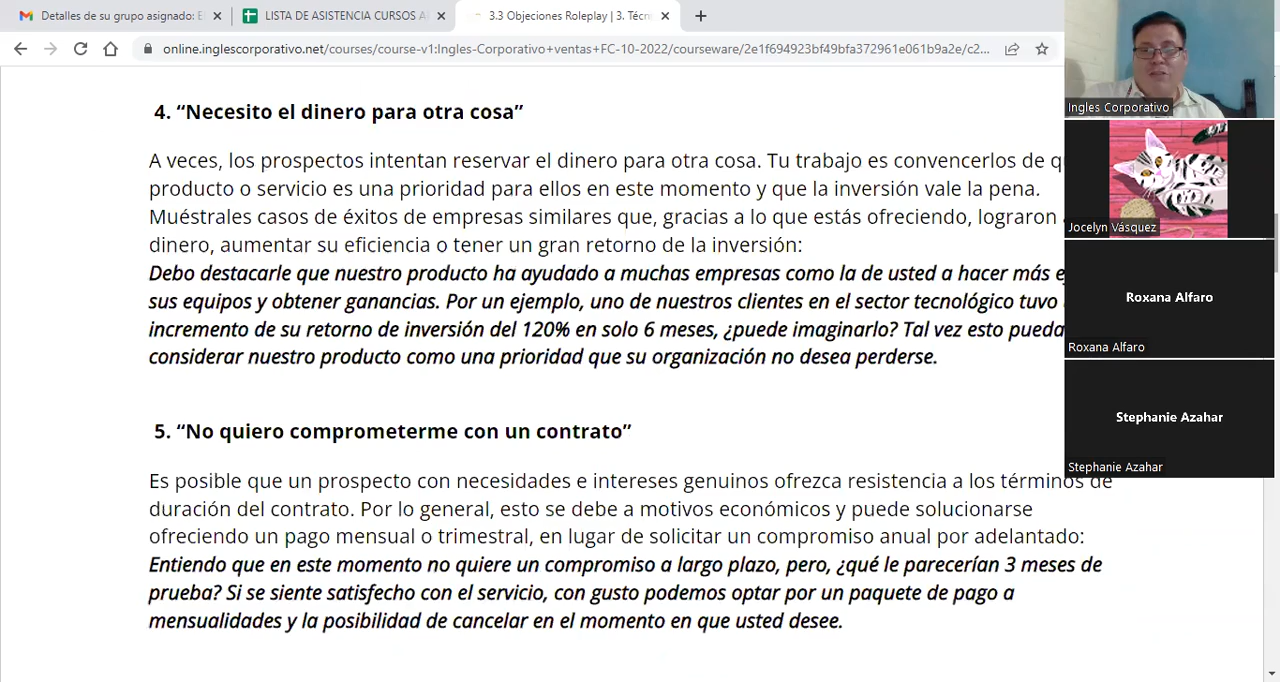 Detalles de su grupo asignado: E
LISTA DE ASISTENCIA CURSOS A
3.3 Objeciones Roleplay | 3. Técn
online.inglescorporativo.net/courses/course-v1:Ingles-Corporativo+ventas+FC-10-2022/courseware/2e1f694923bf49bfa372961e061b9a2e/c2...
4. “Necesito el dinero para otra cosa”
A veces, los prospectos intentan reservar el dinero para otra cosa. Tu trabajo es convencerlos de qu
producto o servicio es una prioridad para ellos en este momento y que la inversión vale la pena.
Muéstrales casos de éxitos de empresas similares que, gracias a lo que estás ofreciendo, lograron
dinero, aumentar su eficiencia o tener un gran retorno de la inversión:
Debo destacarle que nuestro producto ha ayudado a muchas empresas como la de usted a hacer más e
sus equipos y obtener ganancias. Por un ejemplo, uno de nuestros clientes en el sector tecnológico tuvo
incremento de su retorno de inversión del 120% en solo 6 meses, ¿puede imaginarlo? Tal vez esto pueda
considerar nuestro producto como una prioridad que su organización no desea perderse.
5. “No quiero comprometerme con un contrato”
Es posible que un prospecto con necesidades e intereses genuinos ofrezca resistencia a los términos de
duración del contrato. Por lo general, esto se debe a motivos económicos y puede solucionarse
ofreciendo un pago mensual o trimestral, en lugar de solicitar un compromiso anual por adelantado:
Entiendo que en este momento no quiere un compromiso a largo plazo, pero, ¿qué le parecerían 3 meses de
prueba? Si se siente satisfecho con el servicio, con gusto podemos optar por un paquete de pago a
mensualidades y la posibilidad de cancelar en el momento en que usted desee.
Ingles Corporativo
Jocelyn Vásquez
Roxana Alfaro
Roxana Alfaro
Stephanie Azahar
Stephanie Azahar